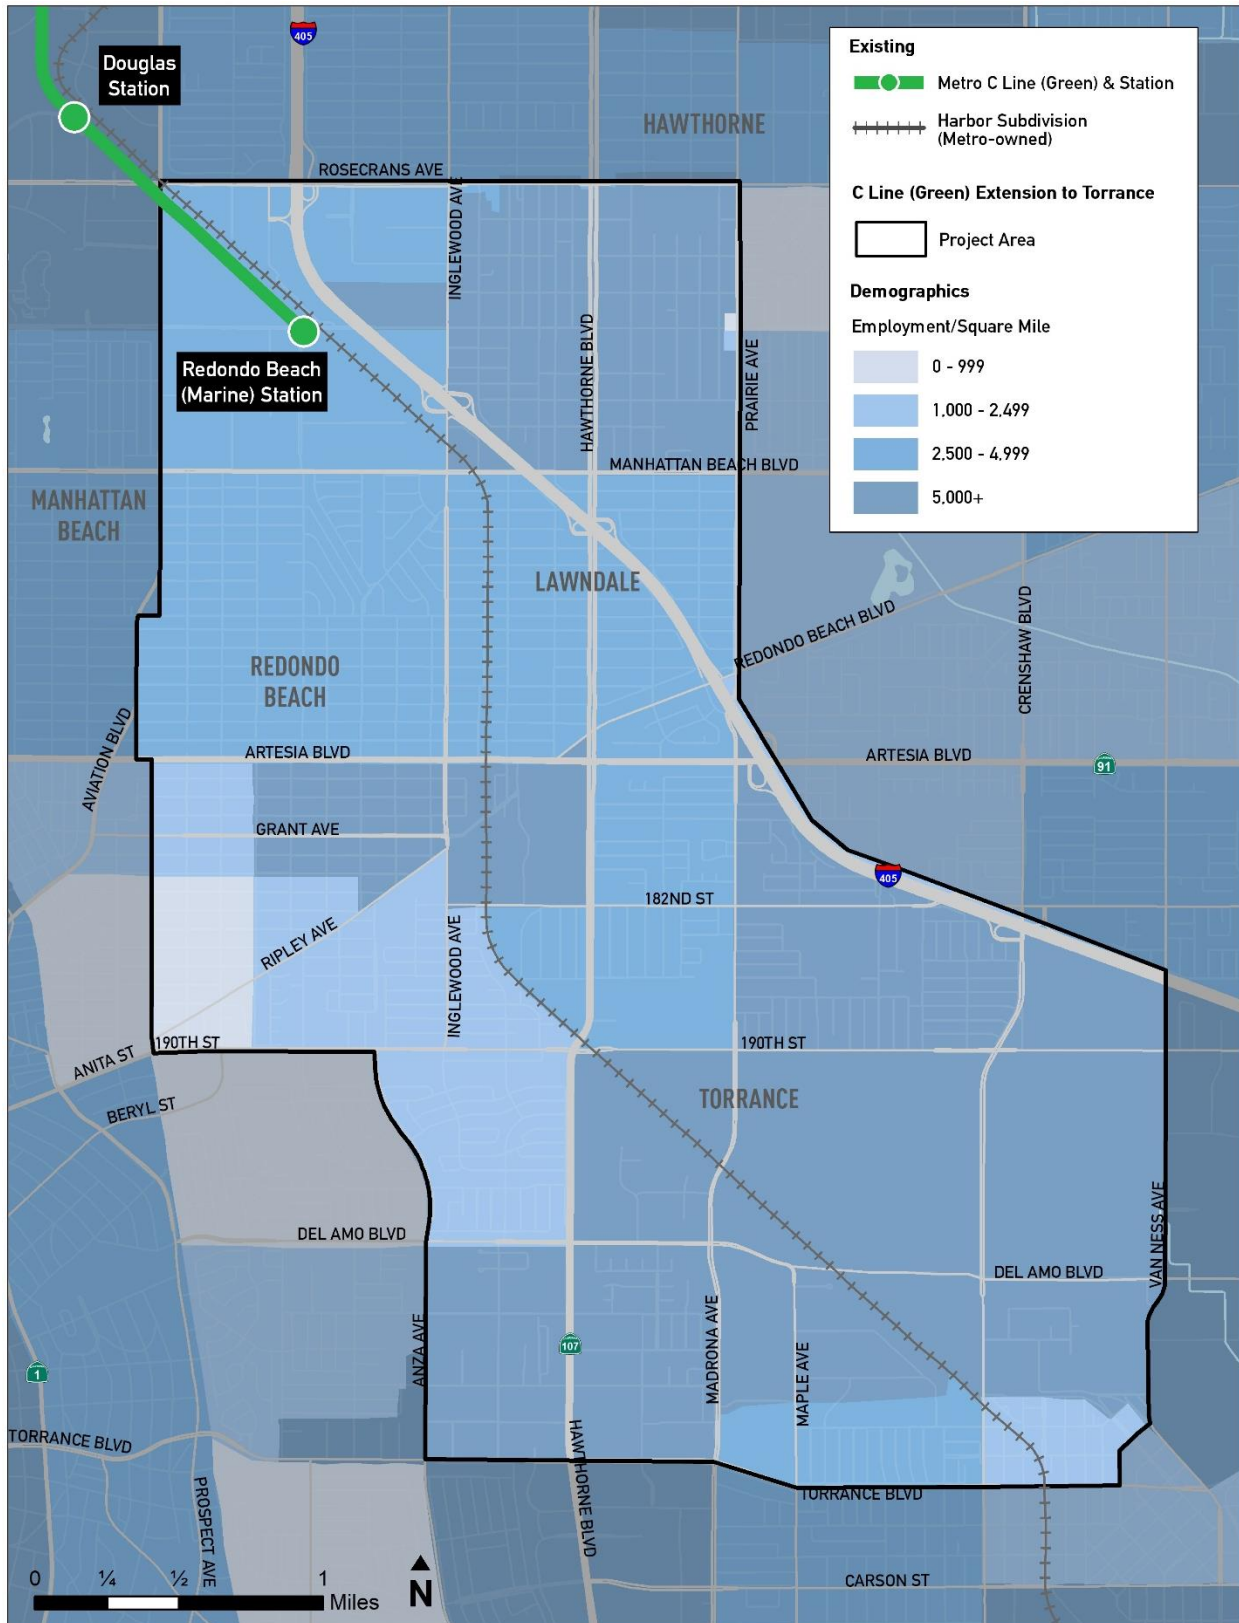 405
Douglas
Station
HAWTHORNE
ROSECRANS AVE
INGLEWOOD AVE
Existing
Metro C Line (Green) & Station
Harbor Subdivision
(Metro-owned)
C Line (Green) Extension to Torrance
Project Area
Demographics
Employment/Square Mile
0 - 999
1,000 - 2,499
2,500 - 4,999
5,000+
Redondo Beach
(Marine) Station
HAWTHORNE BLVD
PRAIRIE AVE
MANHATTAN BEACH BLVD
MANHATTAN
BEACH
LAWNDALE
REDONDO BEACH BLVD
CRENSHAW BLVD
REDONDO
BEACH
AVIATION BLVD
ARTESIA BLVD
ARTESIA BLVD
91
GRANT AVE
405
182ND ST
RIPLEY AVE
INGLEWOOD AVE
190TH ST
190TH ST
ANITA ST
BERYL ST
TORRANCE
VAN NESS AVE
DEL AMO BLVD
DEL AMO BLVD
ANZA AVE
107
MADRONA AVE
MAPLE AVE
1
TORRANCE BLVD
HAWTHORNE BLVD
PROSPECT AVE
TORRANCE BLVD
CARSON ST
0 ¼ ½ 1
Miles
N